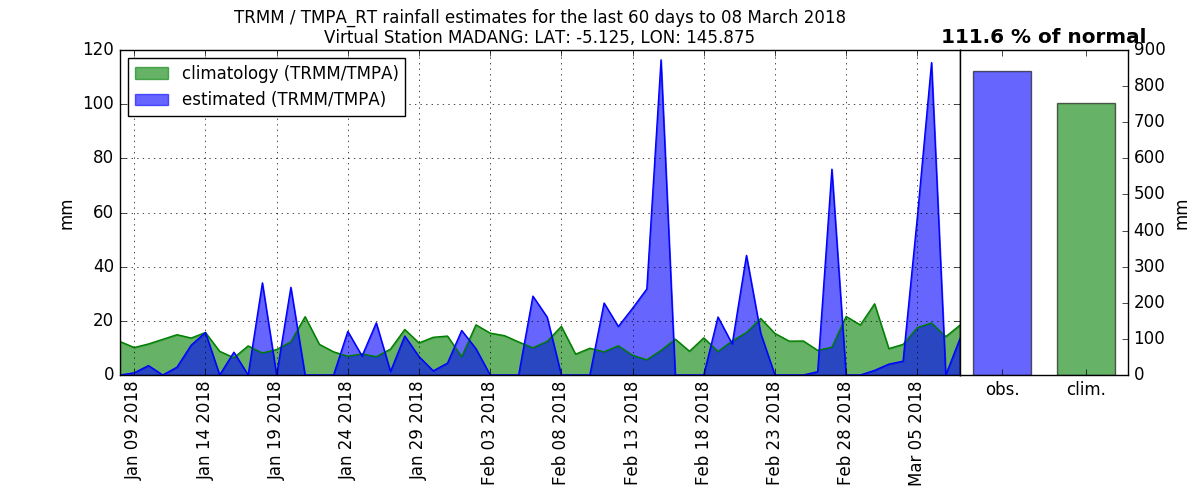 TRMM / TMPA_RT rainfall estimates for the last 60 days to 08 March 2018
Virtual Station MADANG: LAT: -5.125, LON: 145.875
111.6 % of normal
climatology (TRMM/TMPA)
estimated (TRMM/TMPA)
120
100
80
60
40
20
0
mm
900
800
700
600
500
400
300
200
100
0
mm
Jan 09 2018
Jan 14 2018
Jan 19 2018
Jan 24 2018
Jan 29 2018
Feb 03 2018
Feb 08 2018
Feb 13 2018
Feb 18 2018
Feb 23 2018
Feb 28 2018
Mar 05 2018
obs.
clim.